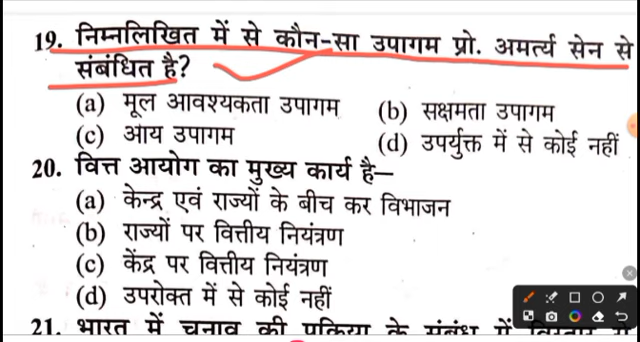 19. निम्नलिखित में से कौन-सा उपागम प्रो. अमर्त्य सेन से
संबंधित है?
(a) मूल आवश्यकता उपागम (b) सक्षमता उपागम
(c) आय उपागम (d) उपर्युक्त में से कोई नहीं
20. वित्त आयोग का मुख्य कार्य है—
(a) केन्द्र एवं राज्यों के बीच कर विभाजन
(b) राज्यों पर वित्तीय नियंत्रण
(c) केंद्र पर वित्तीय नियंत्रण
(d) उपरोक्त में से कोई नहीं
21. भारत में चुनाव की प्रक्रिया के संबंध में